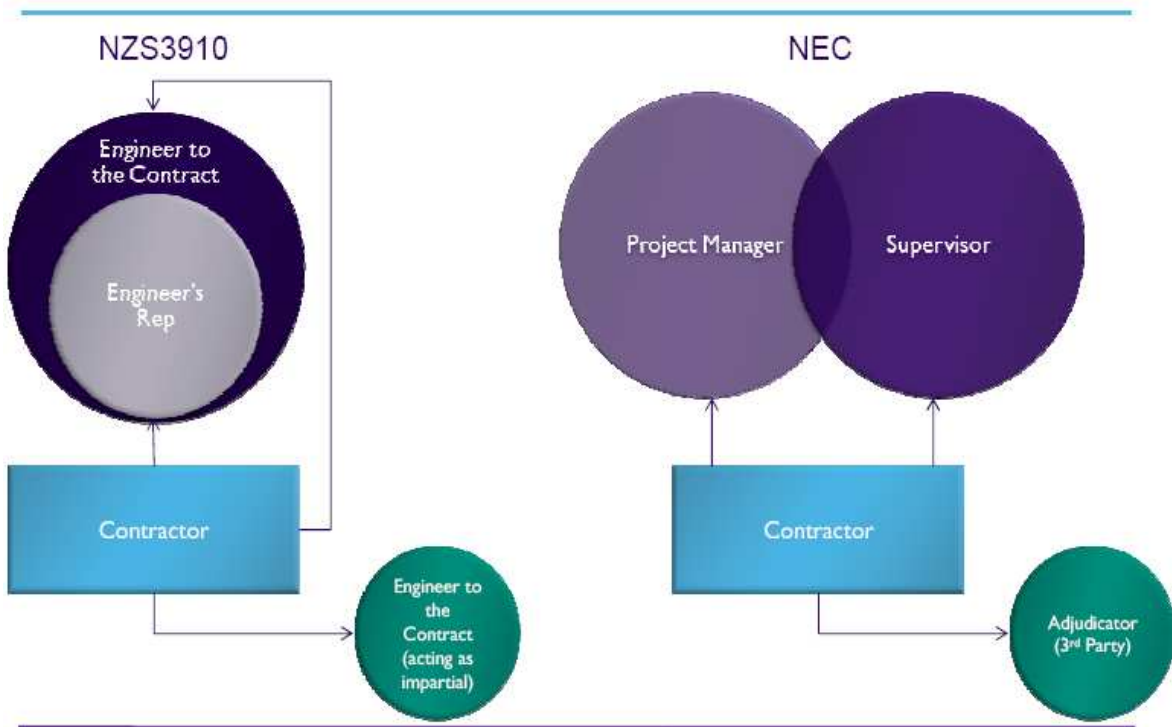 NZS3910
NEC
Engineer to
the Contract
Engineer's
Rep
Project Manager
Supervisor
Contractor
Contractor
Engineer to
the
Contract
(acting as
impartial)
Adjudicator
(3rd Party)